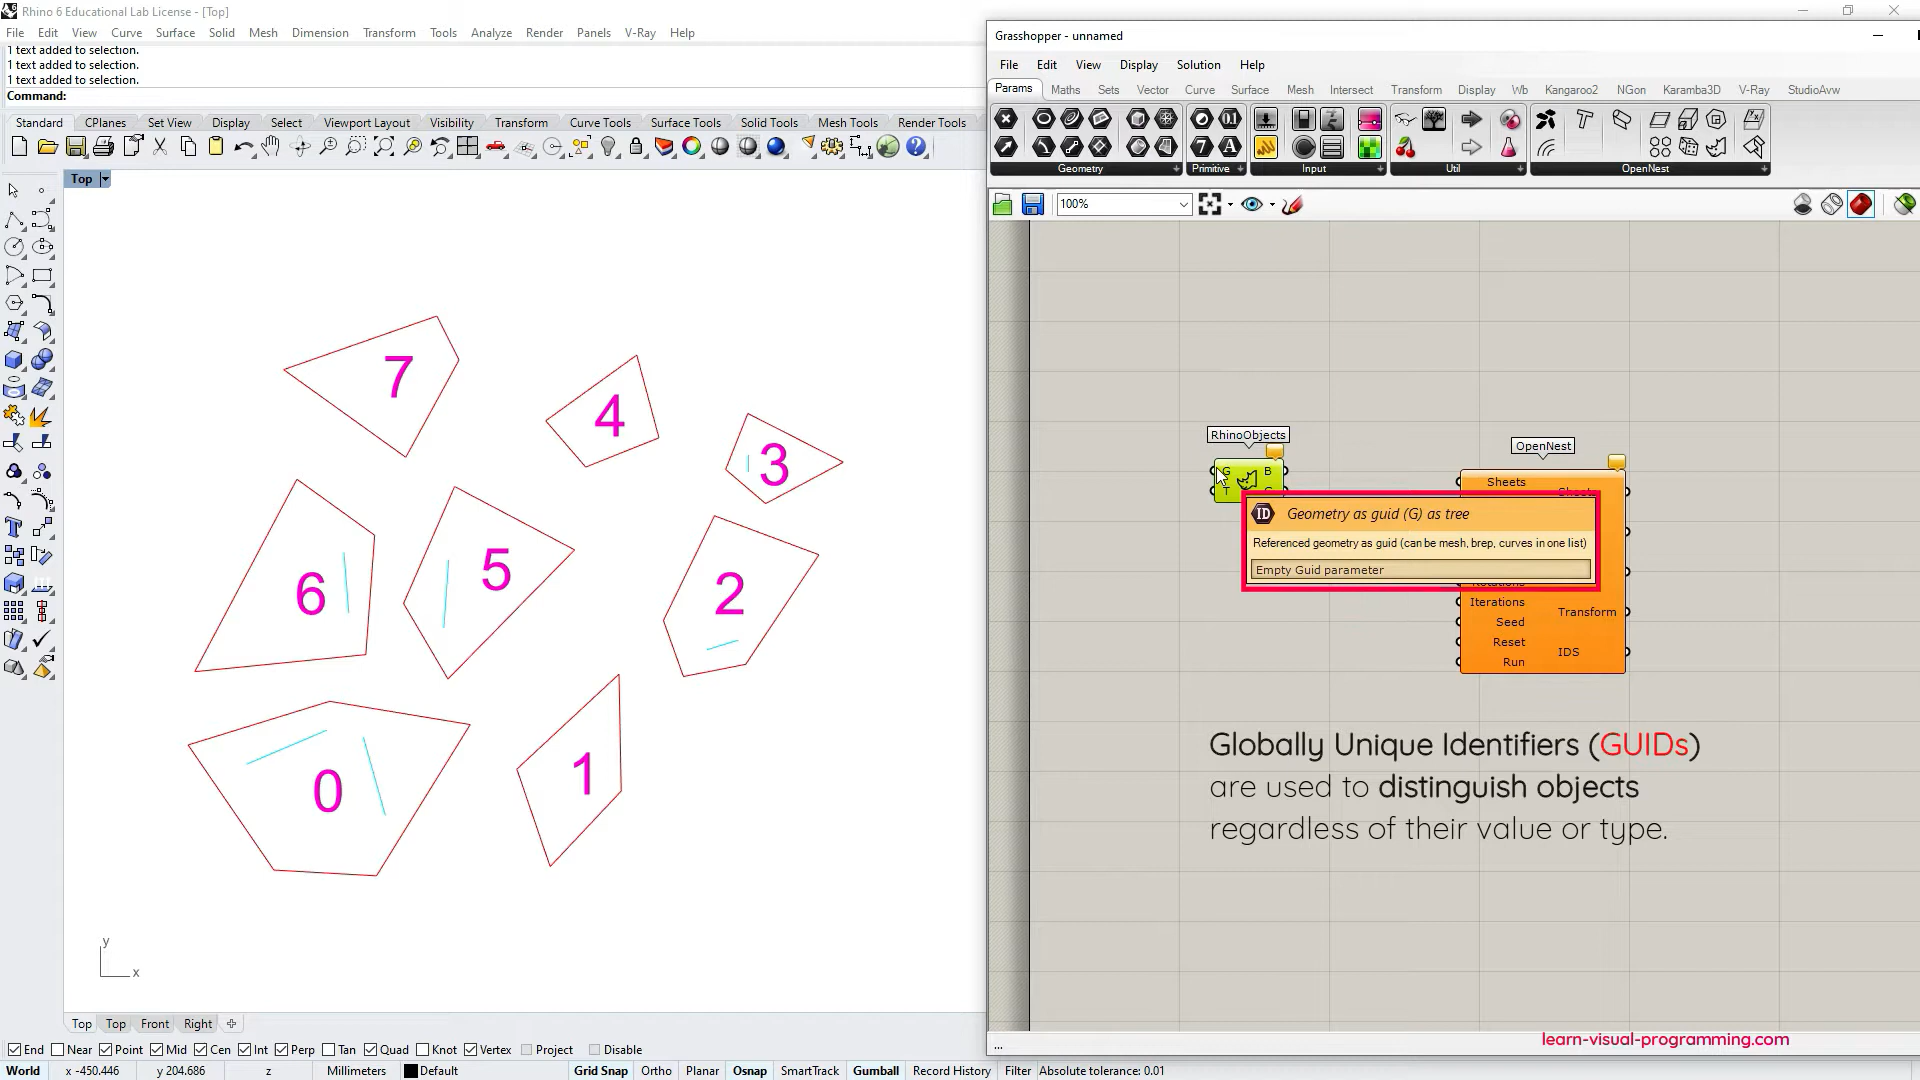 Rhino 6 Educational Lab License - [Top]
File Edit View Curve Surface Solid Mesh Dimension Transform Tools Analyze Render Panels V-Ray Help
1 text added to selection.
1 text added to selection.
1 text added to selection.
Command:
Standard CPlanes Set View Display Select Viewport Layout Visibility Transform Curve Tools Surface Tools Solid Tools Mesh Tools Render Tools
Top
7
4
3
6
5
2
0
1
y
x
Top Top Front Right
End Near Point Mid Cen Int Perp Tan Quad Knot Vertex Project Disable
World x -450.446 y 204.686 z Millimeters Default Grid Snap Ortho Planar Osnap SmartTrack Gumball Record History Filter Absolute tolerance: 0.01
Grasshopper - unnamed
File Edit View Display Solution Help
Params Maths Sets Vector Curve Surface Mesh Intersect Transform Display Wb Kangaroo2 NGon Karamba3D V-Ray StudioAvw
Geometry Primitive Input Util OpenNest
100%
RhinoObjects
G B
T
OpenNest
Sheets
ID Geometry as guid (G) as tree
Referenced geometry as guid (can be mesh, brep, curves in one list)
Empty Guid parameter
Iterations
Transform
Seed
Reset
IDS
Run
Globally Unique Identifiers (GUIDs)
are used to distinguish objects
regardless of their value or type.
learn-visual-programming.com
...